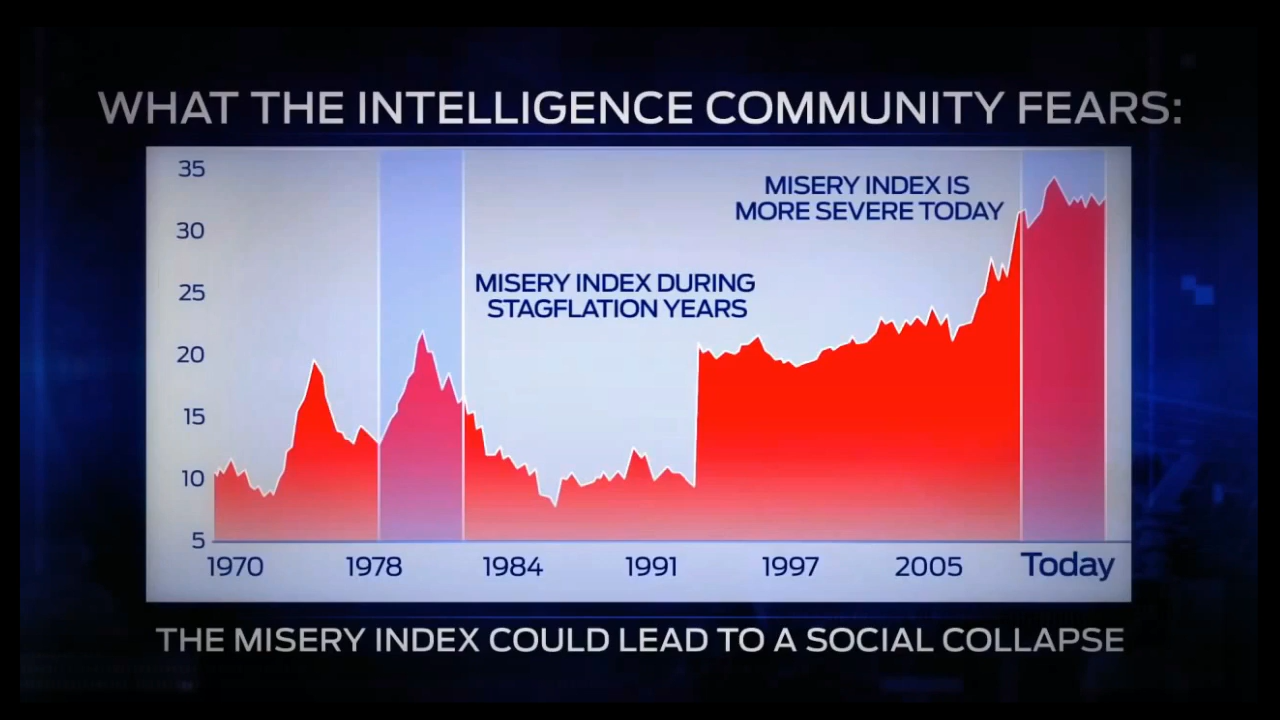 WHAT THE INTELLIGENCE COMMUNITY FEARS:
35
MISERY INDEX IS
MORE SEVERE TODAY
30
25
MISERY INDEX DURING
STAGFLATION YEARS
20
15
10
5
1970 1978 1984 1991 1997 2005 Today
THE MISERY INDEX COULD LEAD TO A SOCIAL COLLAPSE